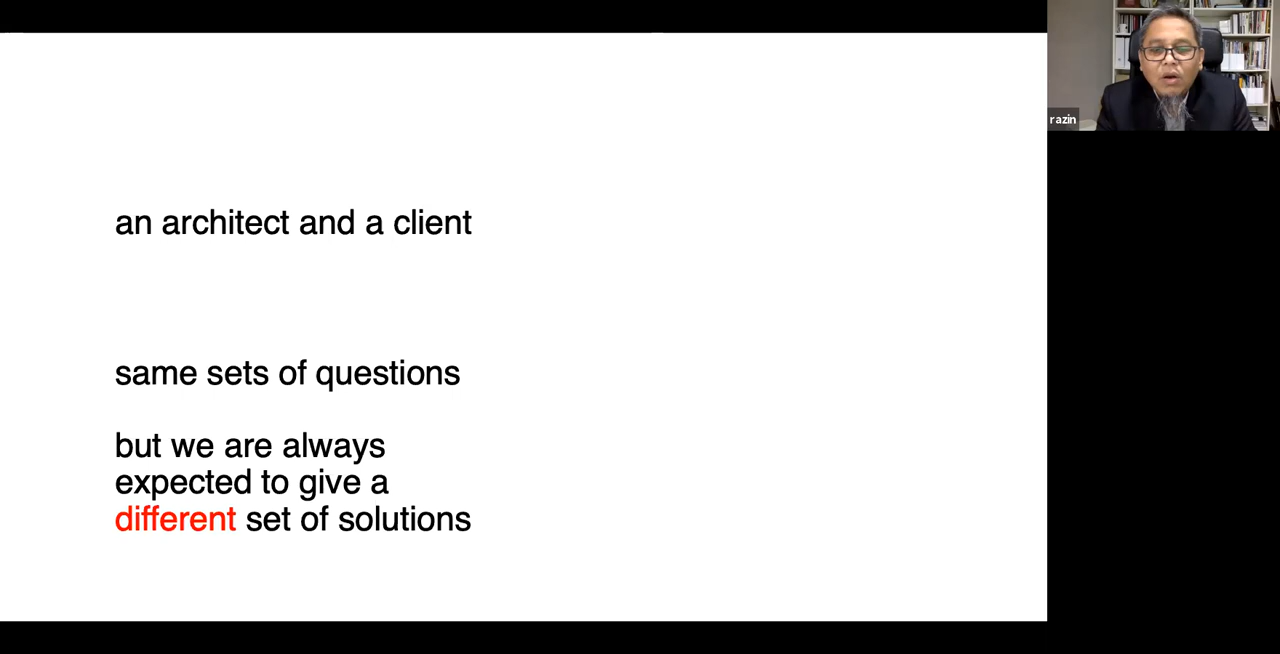 an architect and a client
same sets of questions
but we are always
expected to give a
different set of solutions
razin